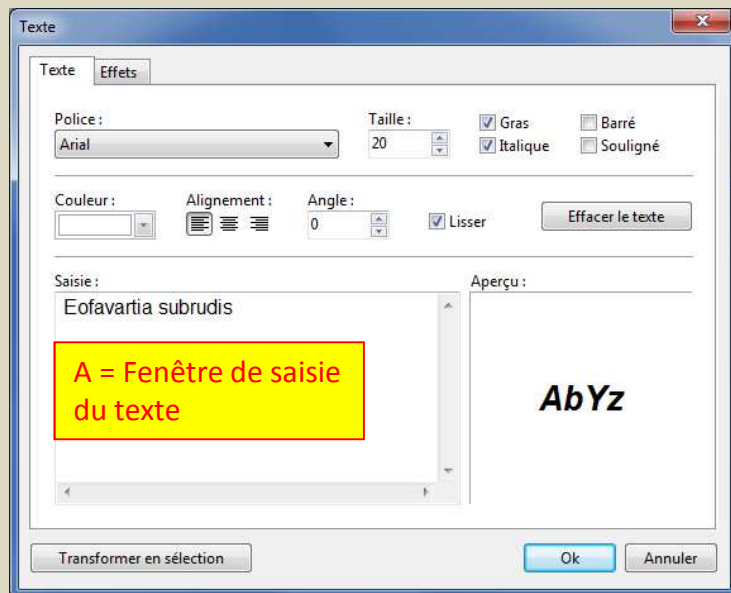 Texte
Texte Effets
Police : Taille : Gras Barré
Arial 20 Italique Souligné
Couleur : Alignement : Angle :
0 Lisser Effacer le texte
Saisie : Aperçu :
Eofavartia subrudis
A = Fenêtre de saisie
du texte
AbYz
Transformer en sélection Ok Annuler